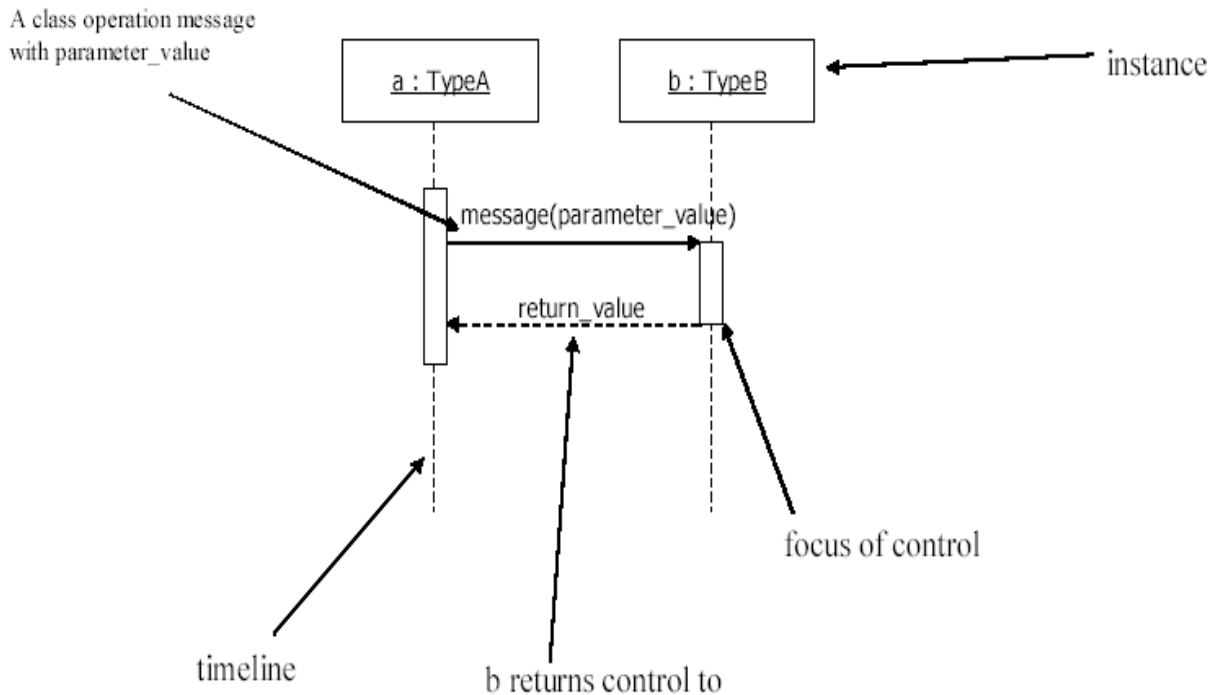 A class operation message
with parameter_value
a : TypeA
b : TypeB
instance
message(parameter_value)
return_value
focus of control
timeline
b returns control to